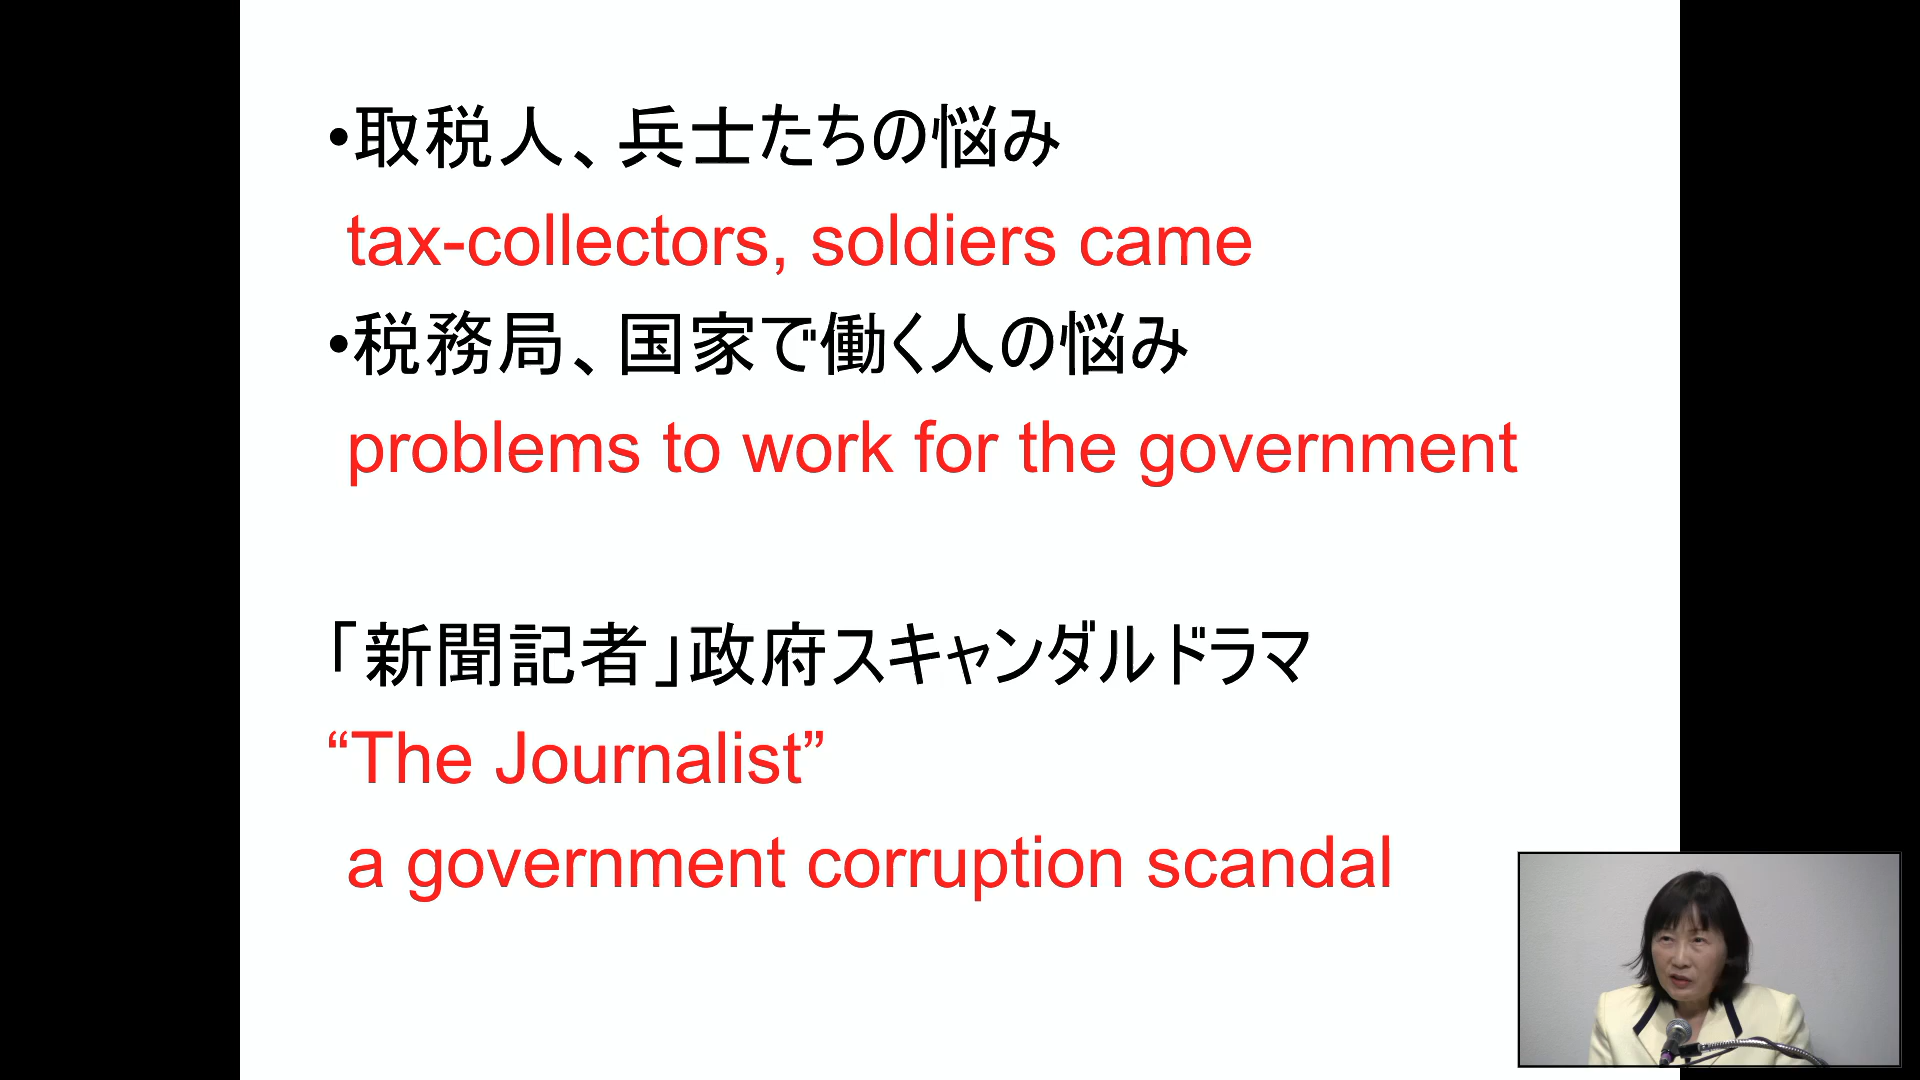 •取税人、兵士たちの悩み
tax-collectors, soldiers came
•税務局、国家で働く人の悩み
problems to work for the government
「新聞記者」政府スキャンダルドラマ
“The Journalist”
a government corruption scandal